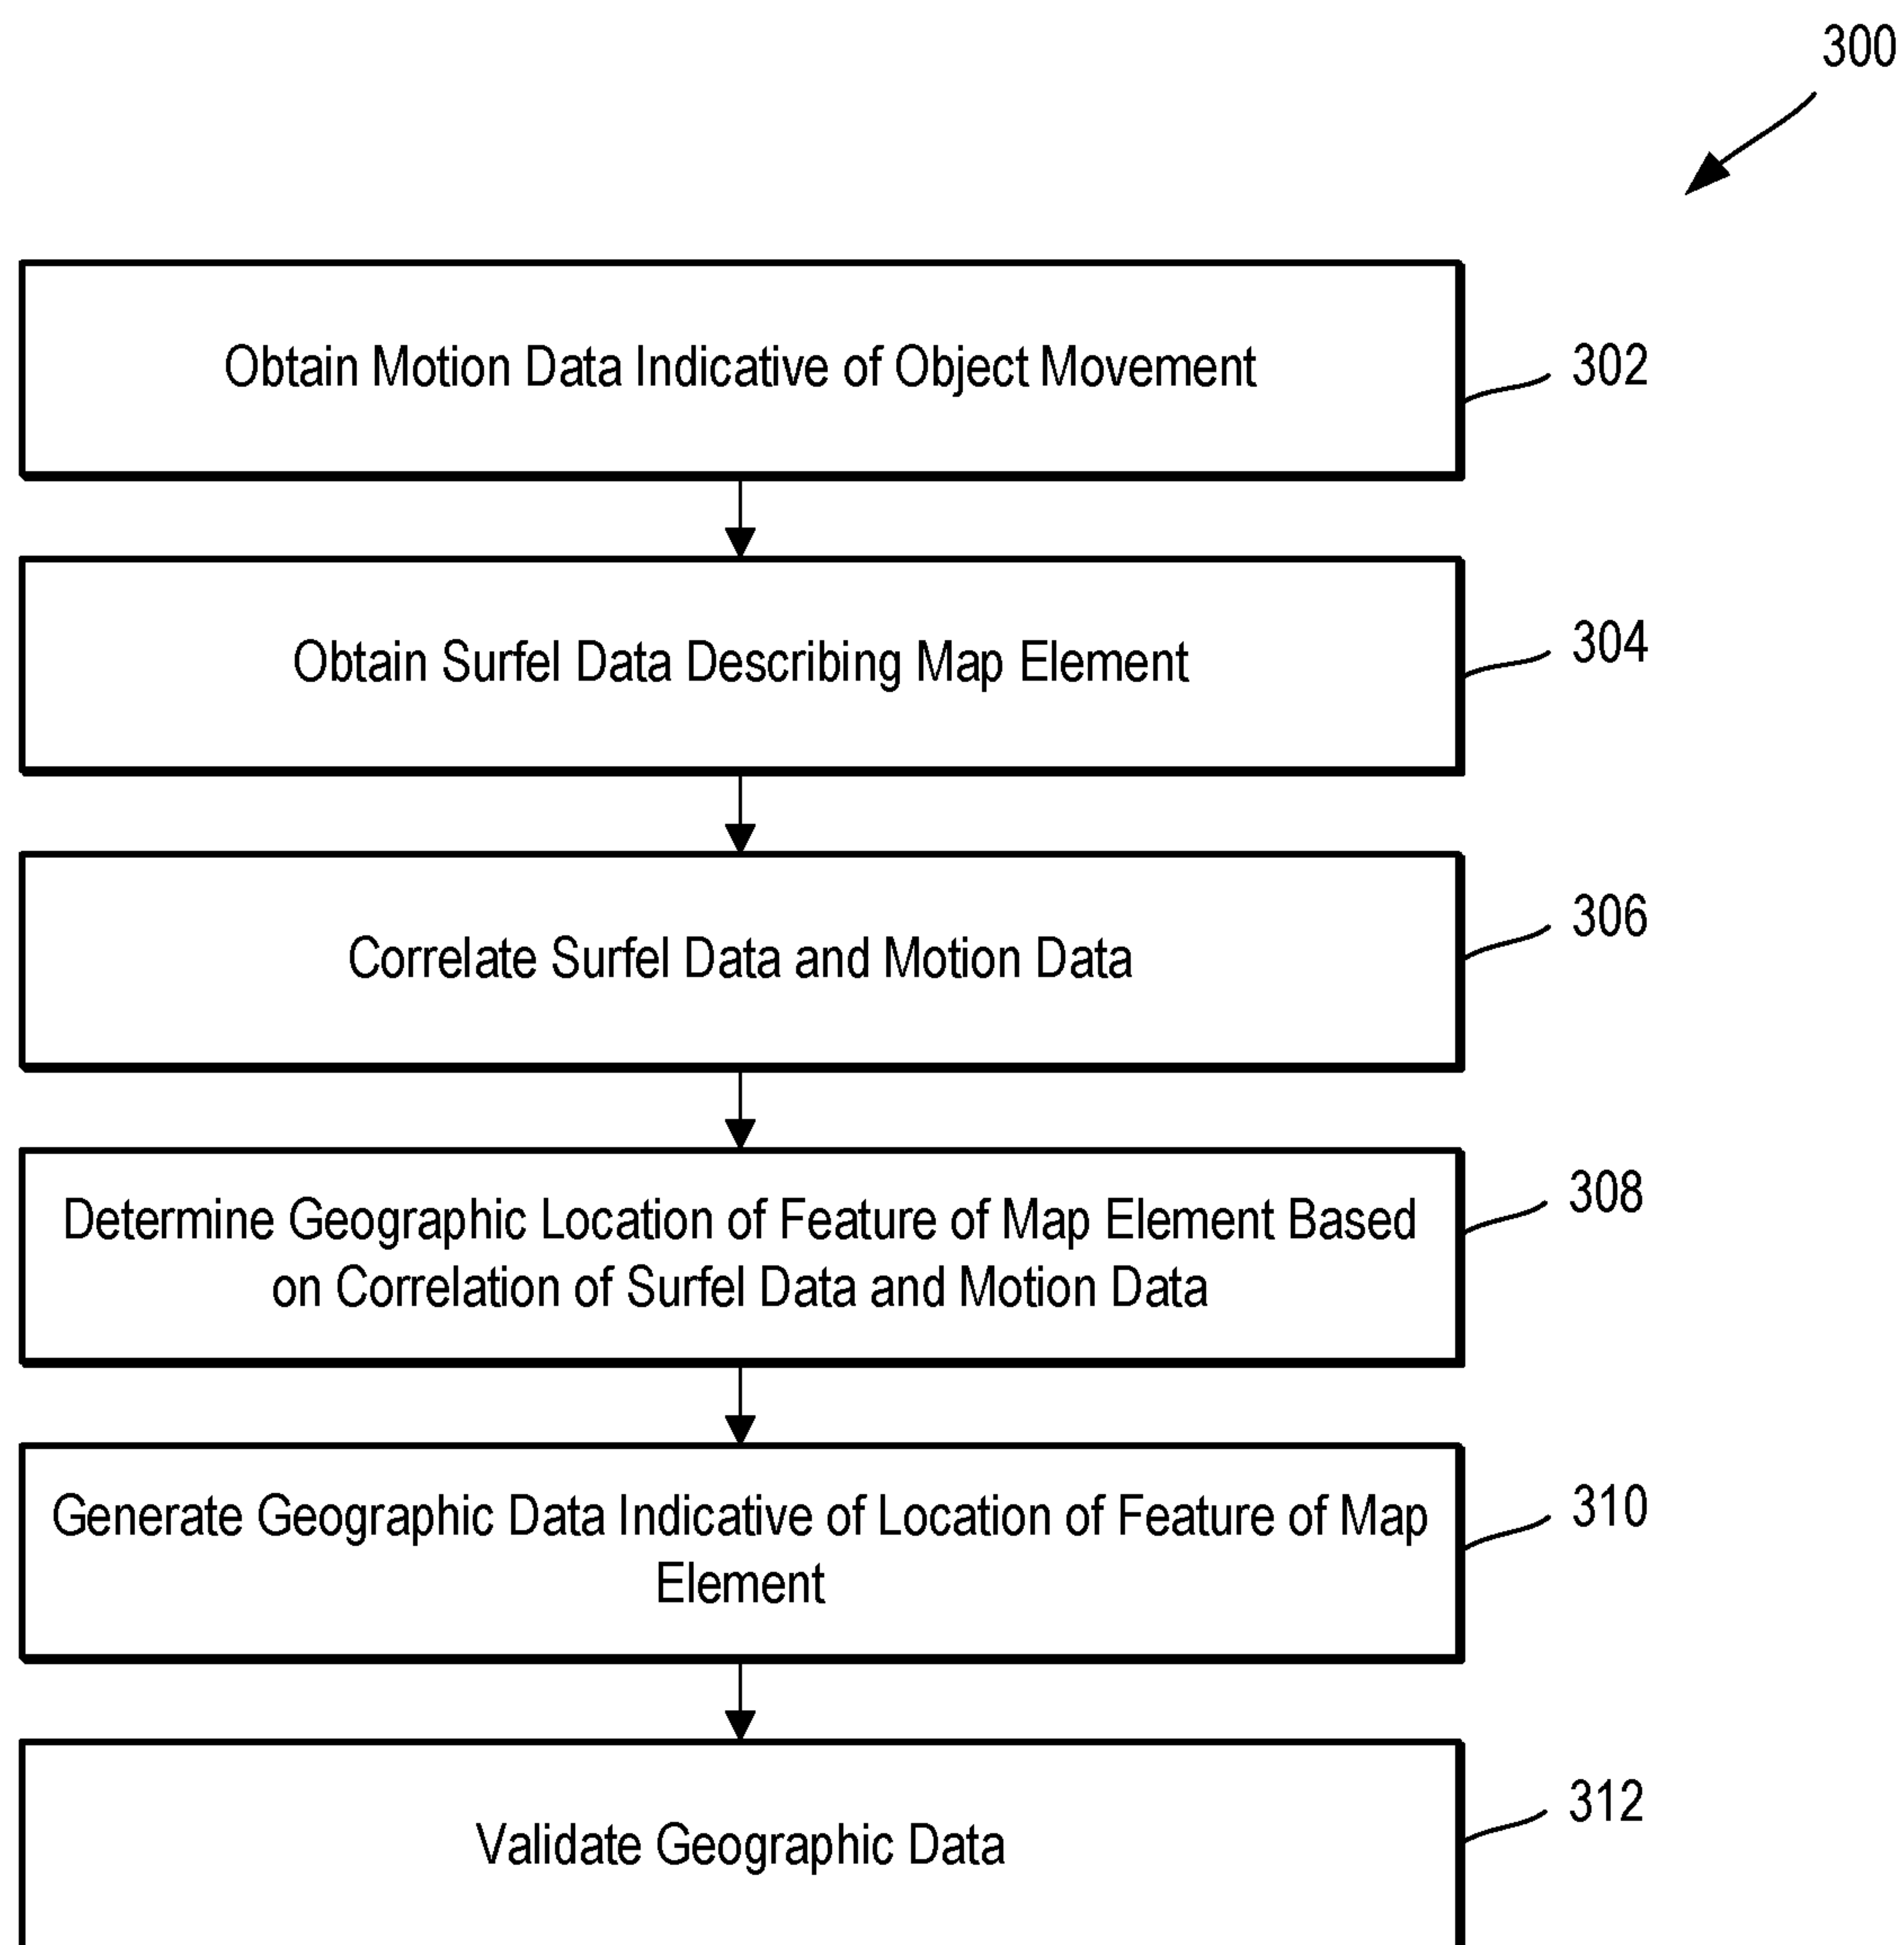 300
Obtain Motion Data Indicative of Object Movement
302
Obtain Surfel Data Describing Map Element
304
Correlate Surfel Data and Motion Data
306
Determine Geographic Location of Feature of Map Element Based
on Correlation of Surfel Data and Motion Data
308
Generate Geographic Data Indicative of Location of Feature of Map
Element
310
Validate Geographic Data
312